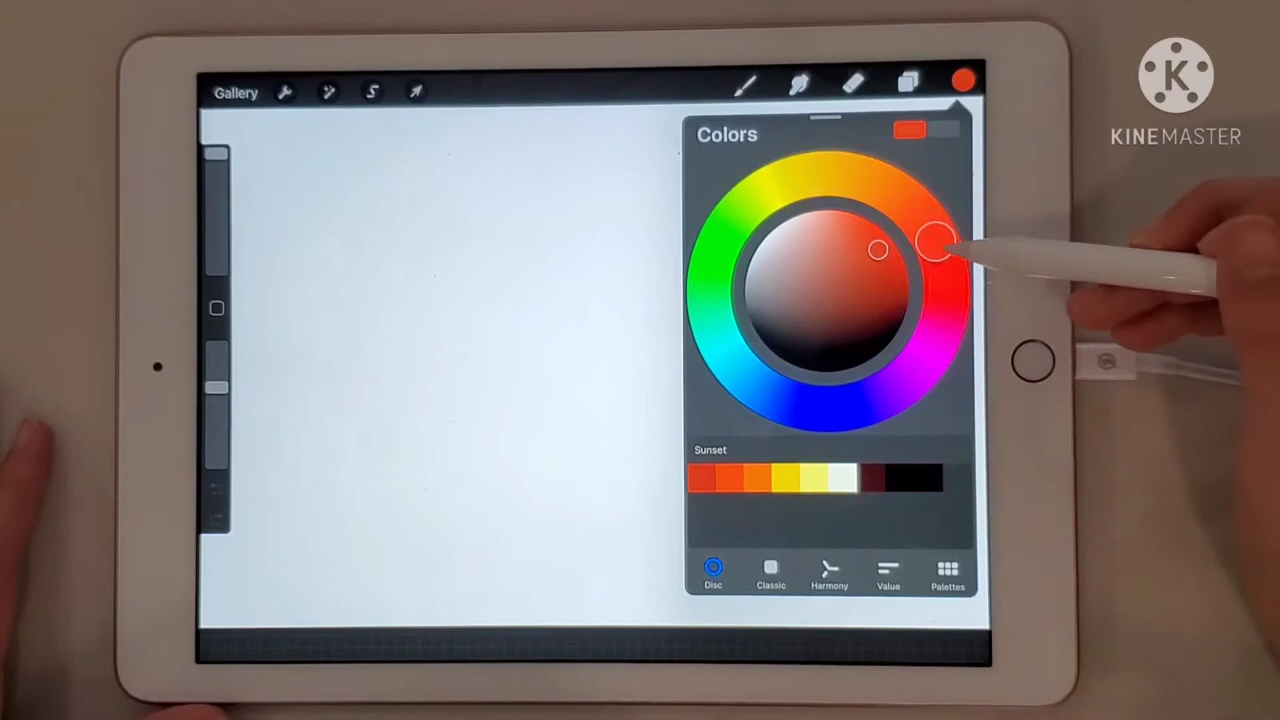 Gallery
K
KINEMASTER
Colors
Sunset
Disc
Classic
Harmony
Value
Palettes